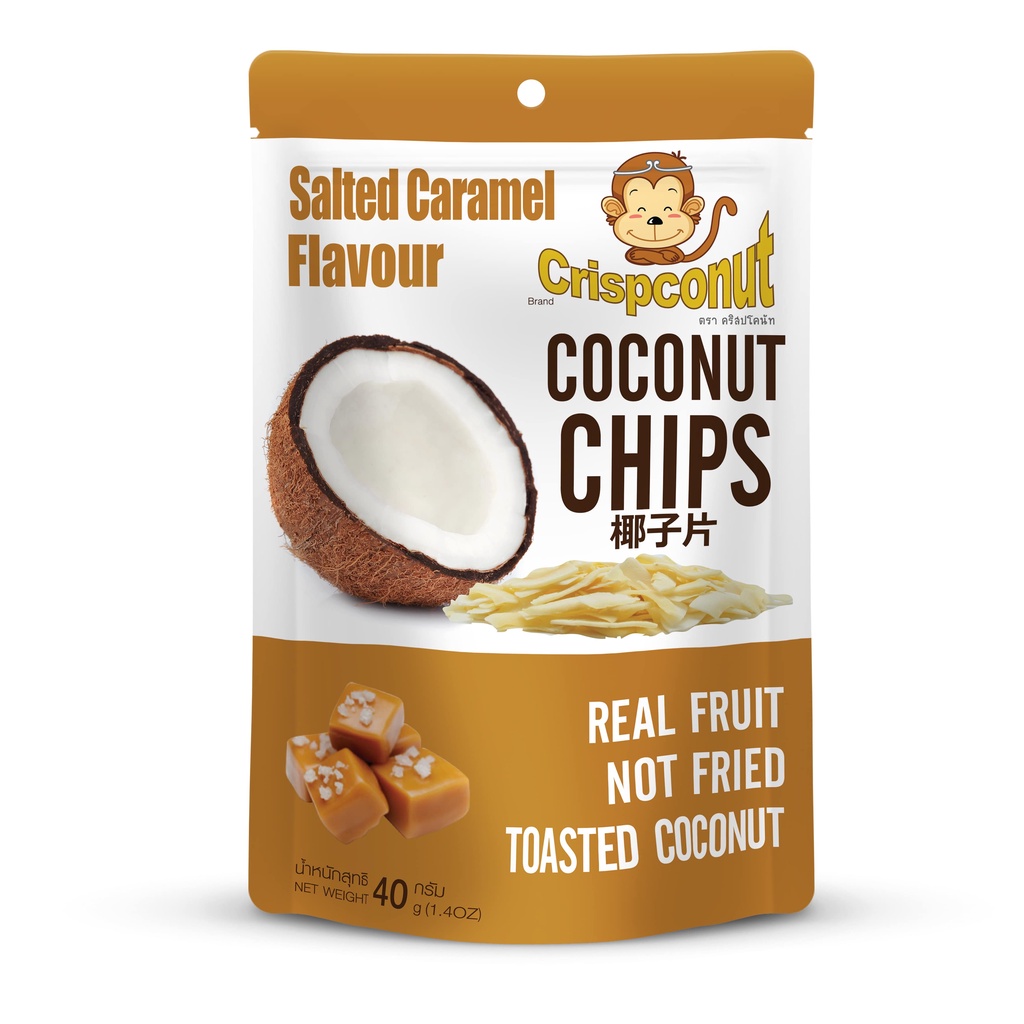 Salted Caramel
Flavour
Crispconut
Brand
ตรา คริสปโคนัท
COCONUT
CHIPS
椰子片
REAL FRUIT
NOT FRIED
TOASTED COCONUT
น้ำหนักสุทธิ 40 กรัม
NET WEIGHT g (1.4OZ)